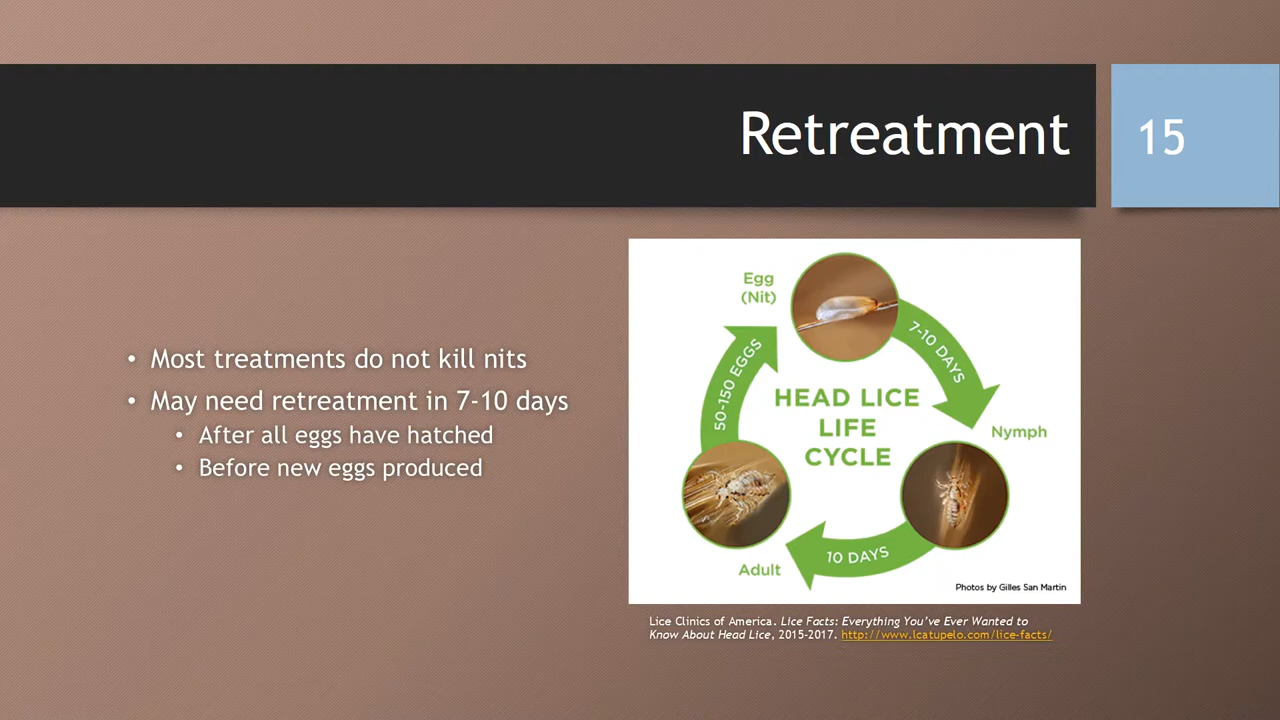 Retreatment
15
• Most treatments do not kill nits
• May need retreatment in 7-10 days
• After all eggs have hatched
• Before new eggs produced
Egg
(Nit)
7-10 DAYS
50-150 EGGS
HEAD LICE
LIFE
CYCLE
Nymph
10 DAYS
Adult
Photos by Gilles San Martin
Lice Clinics of America. Lice Facts: Everything You've Ever Wanted to
Know About Head Lice, 2015-2017. http://www.lcatupelo.com/lice-facts/